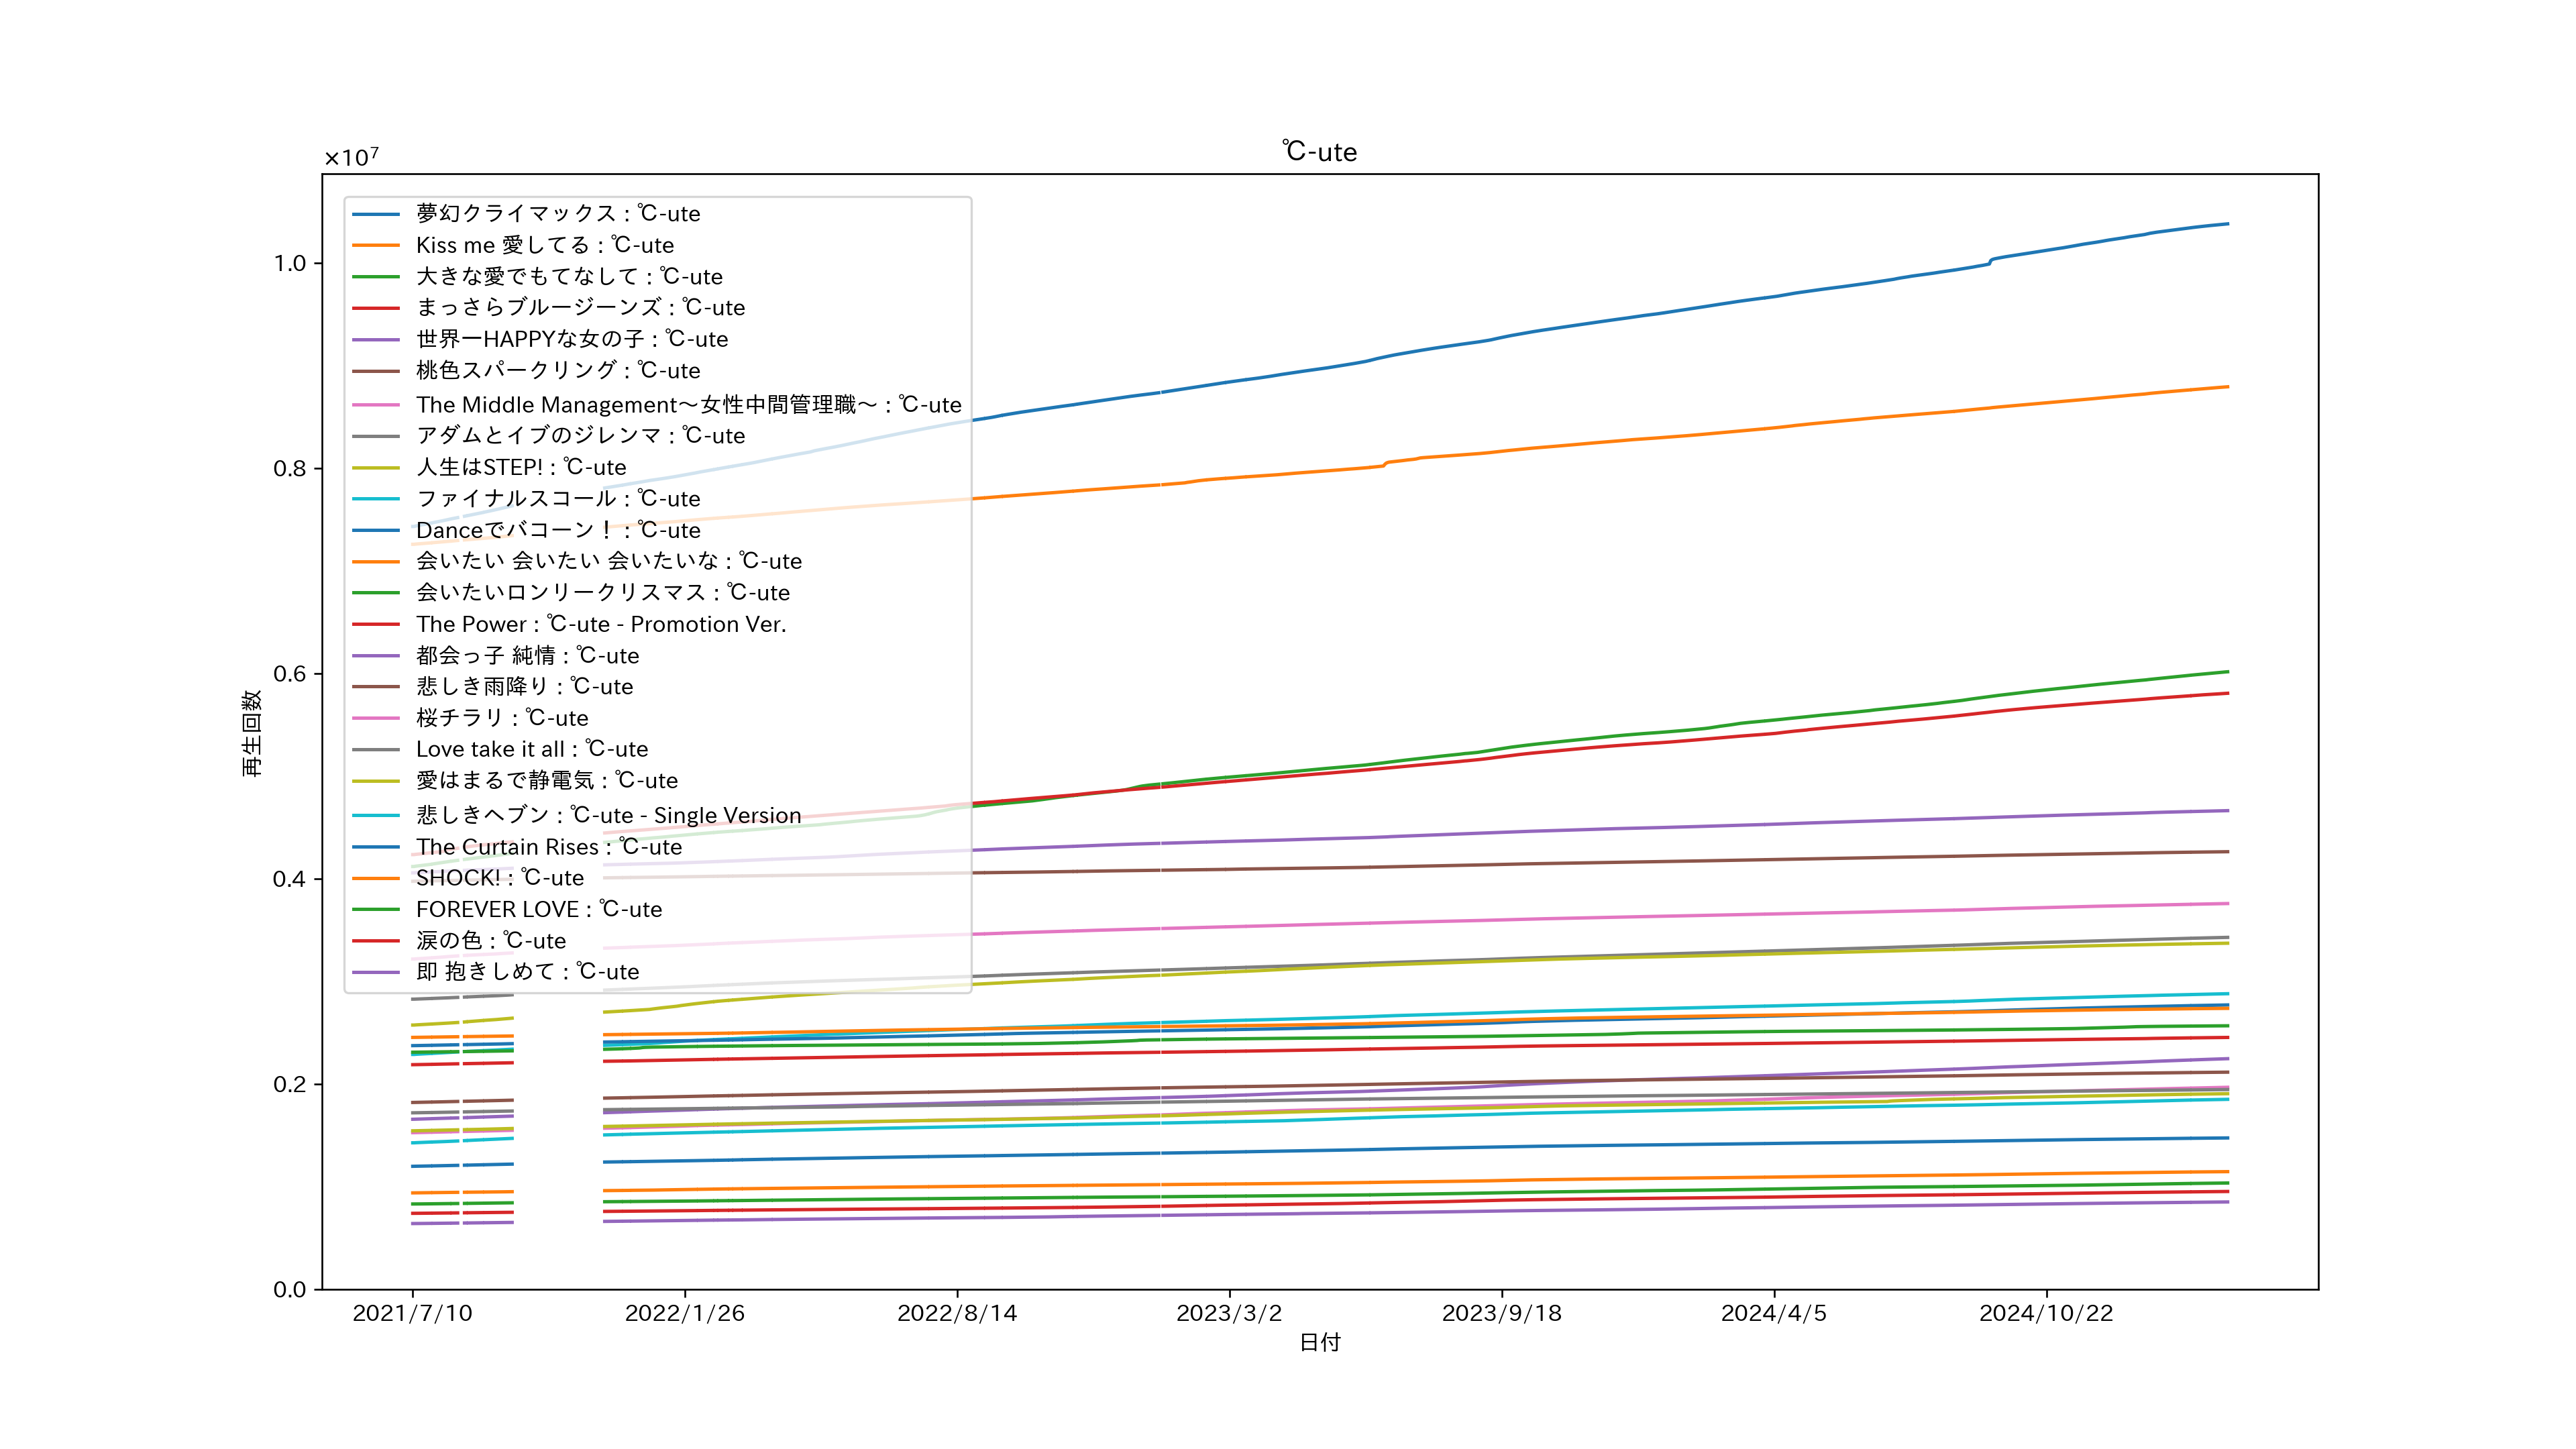 ℃-ute
×10⁷
夢幻クライマックス : ℃-ute
Kiss me 愛してる : ℃-ute
大きな愛でもてなして : ℃-ute
まっさらブルージーンズ : ℃-ute
世界一HAPPYな女の子 : ℃-ute
桃色スパークリング : ℃-ute
The Middle Management〜女性中間管理職〜 : ℃-ute
アダムとイブのジレンマ : ℃-ute
人生はSTEP! : ℃-ute
ファイナルスコール : ℃-ute
Danceでバコーン！ : ℃-ute
会いたい 会いたい 会いたいな : ℃-ute
会いたいロンリークリスマス : ℃-ute
The Power : ℃-ute - Promotion Ver.
都会っ子 純情 : ℃-ute
悲しき雨降り : ℃-ute
桜チラリ : ℃-ute
Love take it all : ℃-ute
愛はまるで静電気 : ℃-ute
悲しきヘブン : ℃-ute - Single Version
The Curtain Rises : ℃-ute
SHOCK! : ℃-ute
FOREVER LOVE : ℃-ute
涙の色 : ℃-ute
即 抱きしめて : ℃-ute
1.0
0.8
0.6
0.4
0.2
0.0
再生回数
2021/7/10
2022/1/26
2022/8/14
2023/3/2
2023/9/18
2024/4/5
2024/10/22
日付